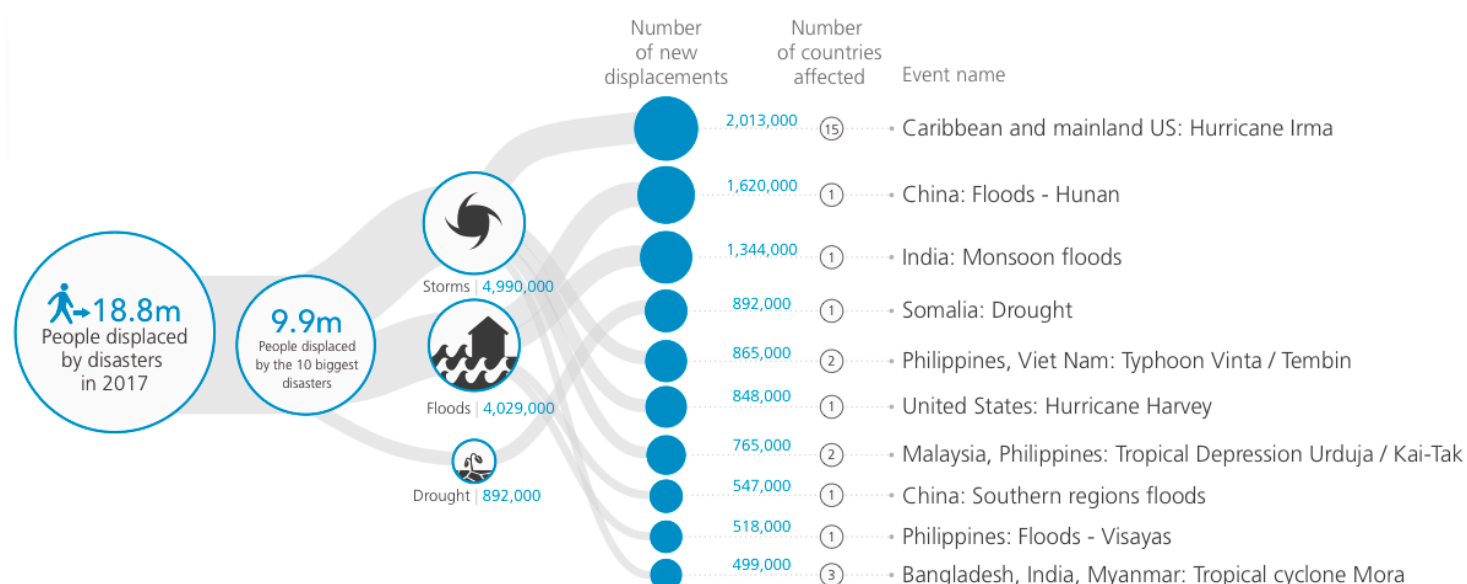 Number
of new
displacements
Number
of countries
affected
Event name
2,013,000 15 Caribbean and mainland US: Hurricane Irma
1,620,000 1 China: Floods - Hunan
1,344,000 1 India: Monsoon floods
892,000 1 Somalia: Drought
865,000 2 Philippines, Viet Nam: Typhoon Vinta / Tembin
848,000 1 United States: Hurricane Harvey
765,000 2 Malaysia, Philippines: Tropical Depression Urduja / Kai-Tak
547,000 1 China: Southern regions floods
518,000 1 Philippines: Floods - Visayas
499,000 3 Bangladesh, India, Myanmar: Tropical cyclone Mora
18.8m
People displaced
by disasters
in 2017
9.9m
People displaced
by the 10 biggest
disasters
Storms | 4,990,000
Floods | 4,029,000
Drought | 892,000